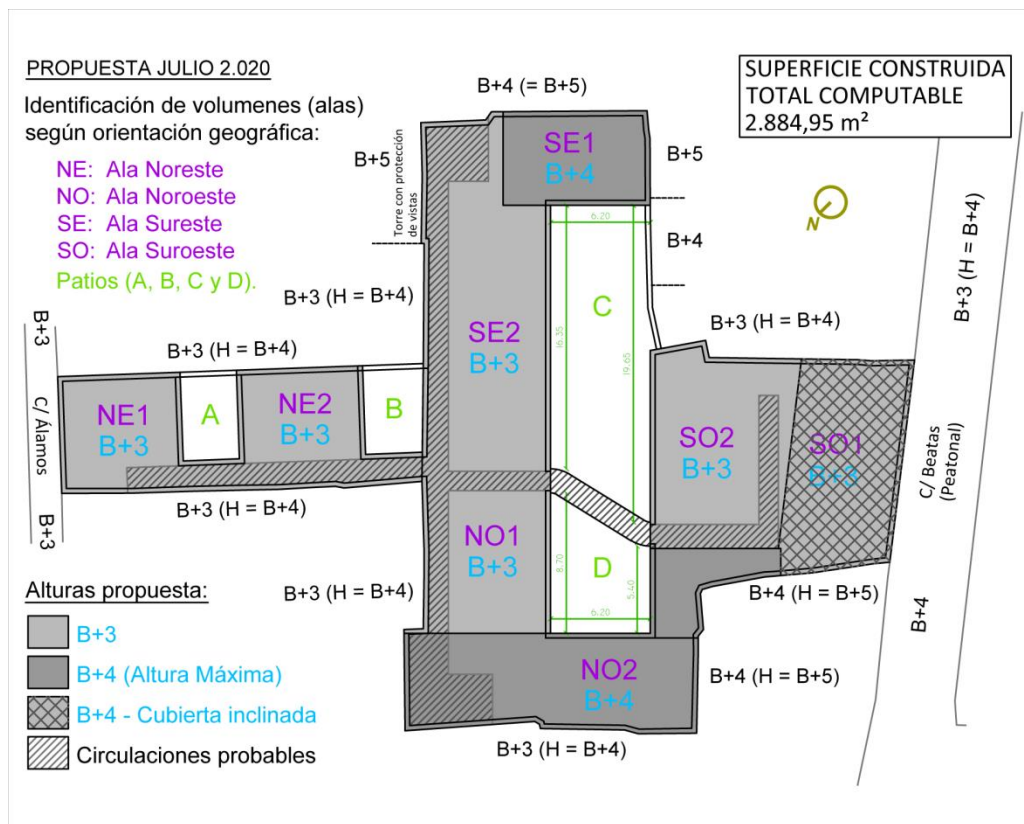 PROPUESTA JULIO 2.020
Identificación de volumenes (alas)
según orientación geográfica:
NE: Ala Noreste
NO: Ala Noroeste
SE: Ala Sureste
SO: Ala Suroeste
Patios (A, B, C y D).
SUPERFICIE CONSTRUIDA
TOTAL COMPUTABLE
2.884,95 m²
B+4 (= B+5)
B+5
Torre con protección
de vistas
SE1
B+4
B+5
6.20
B+4
N
B+3 (H = B+4)
B+3 (H = B+4)
B+3 (H = B+4)
B+3 (H = B+4)
B+3
C/ Álamos
B+3
NE1
B+3
A
NE2
B+3
B
SE2
B+3
C
16.35
19.65
SO2
B+3
SO1
B+3
C/ Beatas
(Peatonal)
B+4
B+3 (H = B+4)
NO1
B+3
D
8.70
5.40
6.20
B+3 (H = B+4)
B+4 (H = B+5)
NO2
B+4
B+4 (H = B+5)
B+3 (H = B+4)
Alturas propuesta:
B+3
B+4 (Altura Máxima)
B+4 - Cubierta inclinada
Circulaciones probables